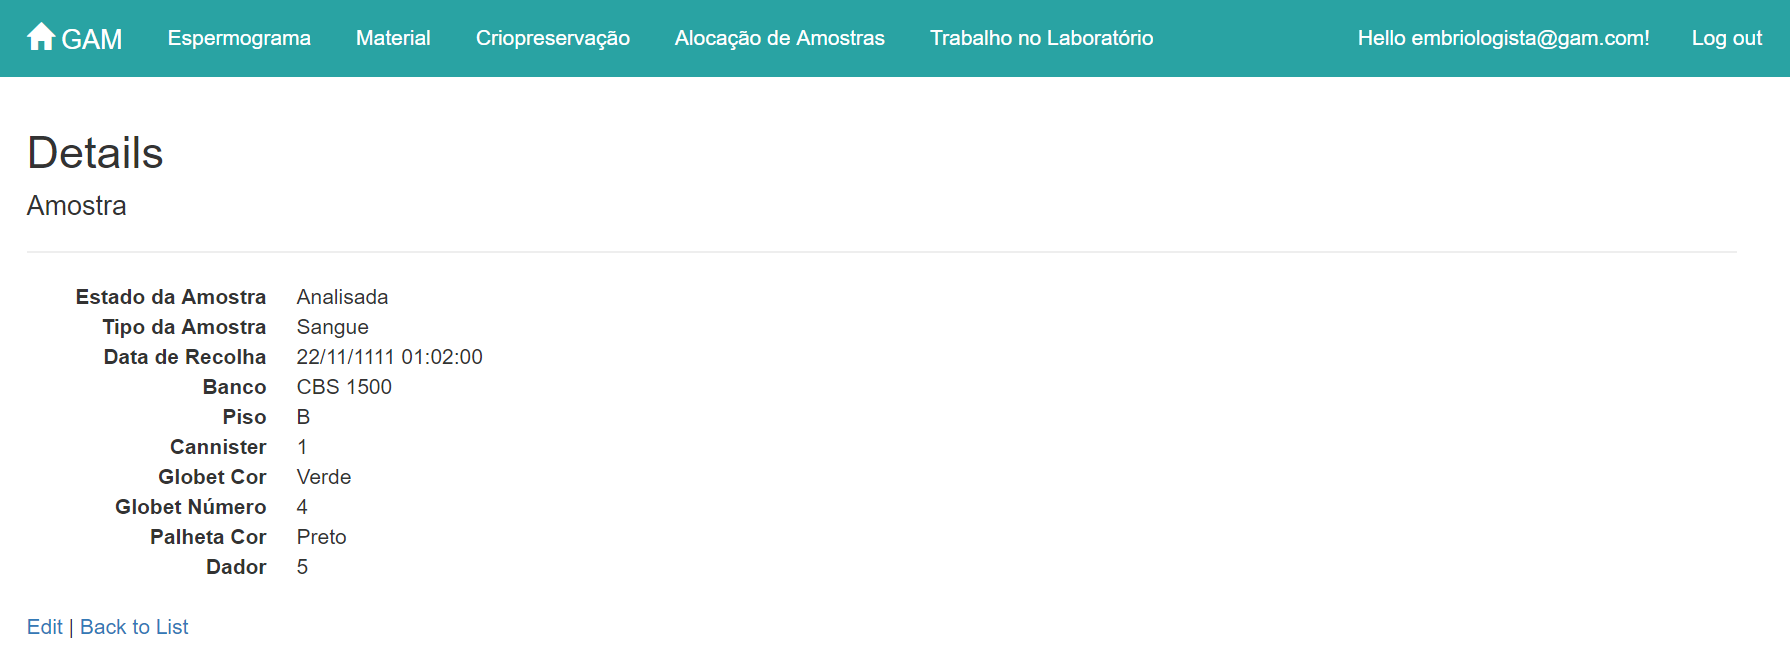 GAM Espermograma Material Criopreservação Alocação de Amostras Trabalho no Laboratório Hello embriologista@gam.com! Log out
Details
Amostra
Estado da Amostra Analisada
Tipo da Amostra Sangue
Data de Recolha 22/11/1111 01:02:00
Banco CBS 1500
Piso B
Cannister 1
Globet Cor Verde
Globet Número 4
Palheta Cor Preto
Dador 5
Edit | Back to List